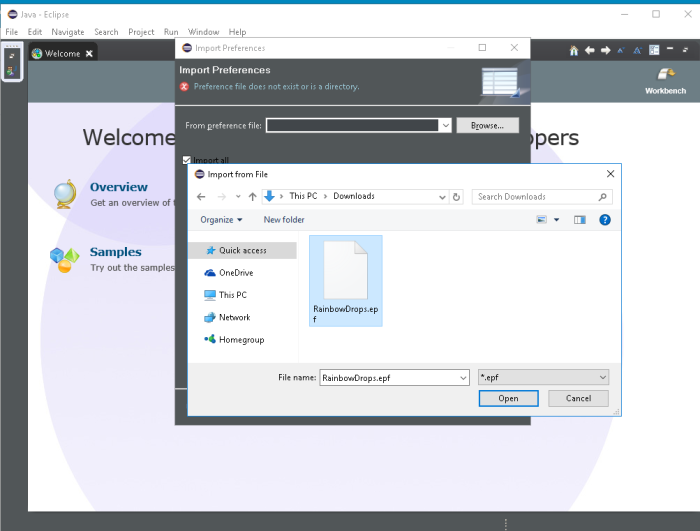 Java - Eclipse
File Edit Navigate Search Project Run Window Help
Welcome
Workbench
Welcome
opers
Overview
Get an overview of t
Samples
Try out the samples
Import Preferences
Import Preferences
Preference file does not exist or is a directory.
From preference file:
Browse...
Import all
Import from File
This PC > Downloads
Search Downloads
Organize
New folder
Quick access
OneDrive
This PC
Network
Homegroup
RainbowDrops.ep
f
File name: RainbowDrops.epf
*.epf
Open
Cancel